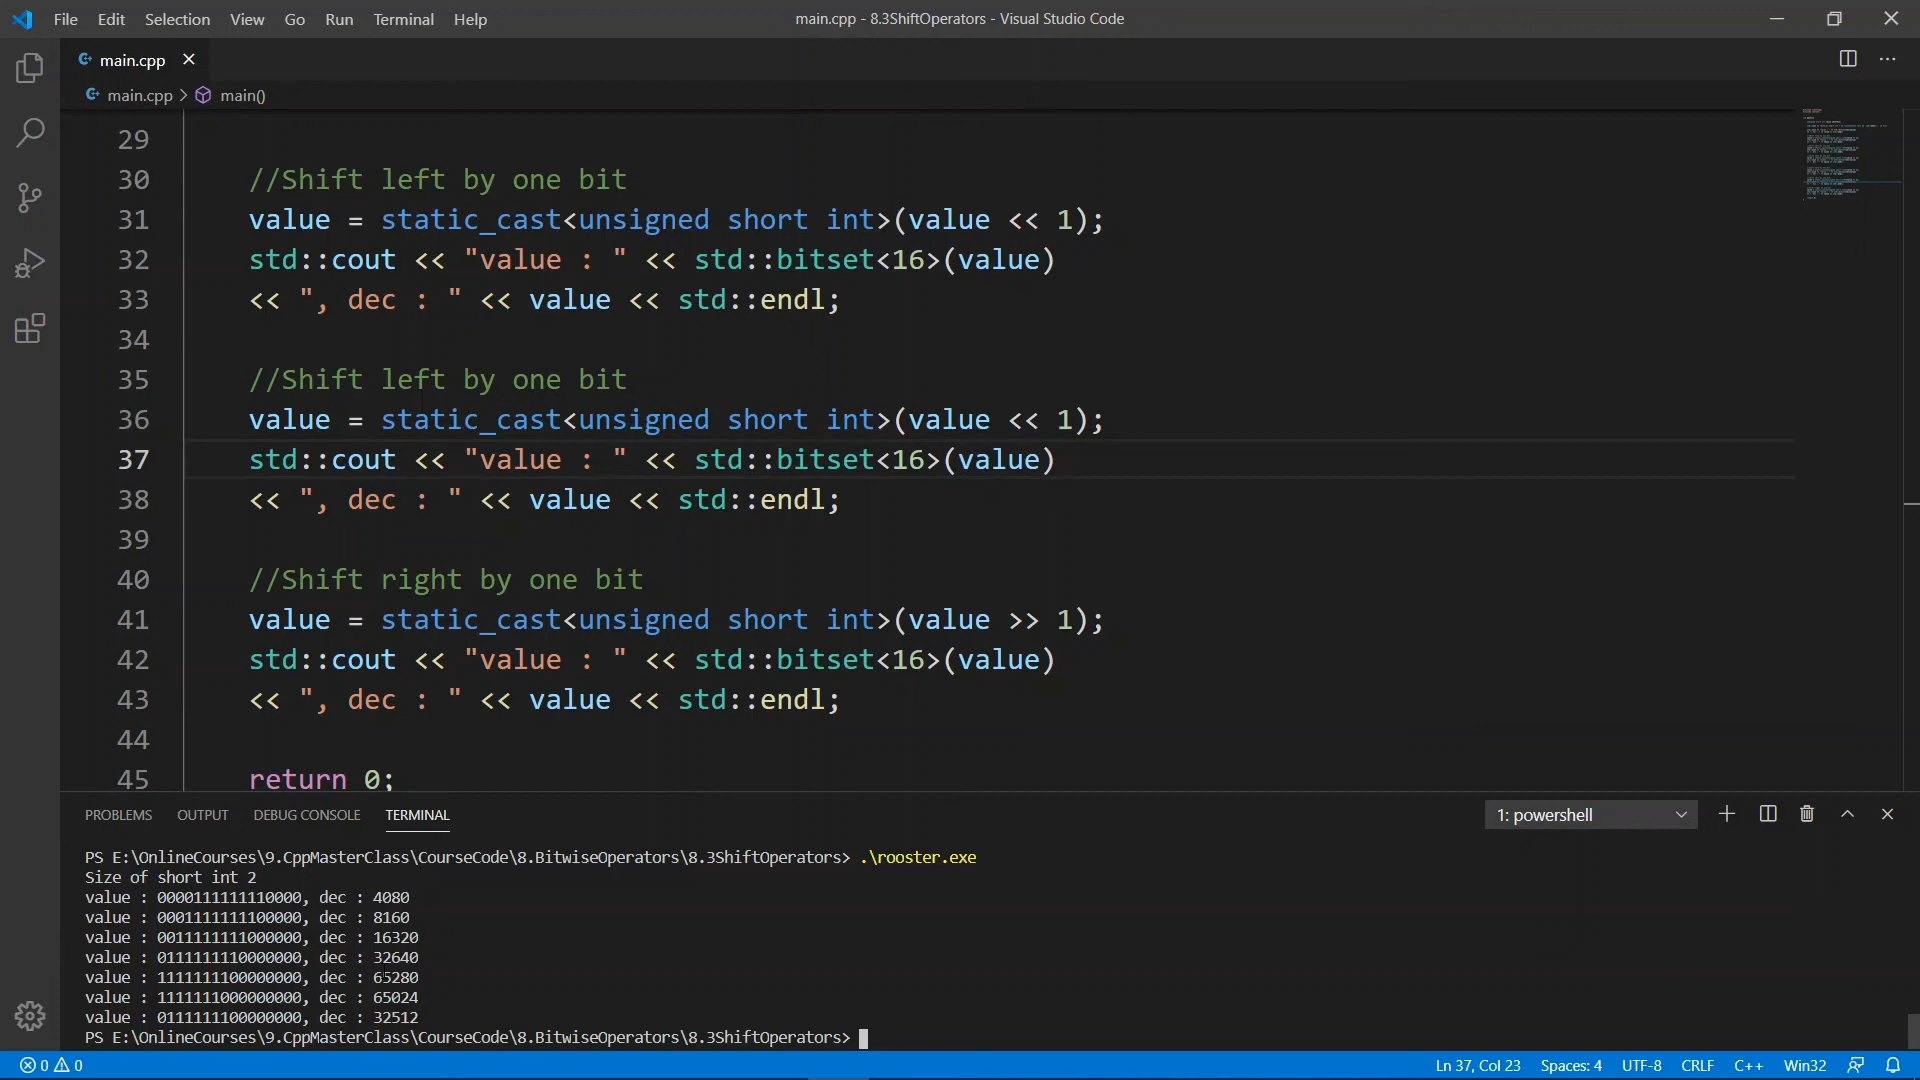 File Edit Selection View Go Run Terminal Help
main.cpp - 8.3ShiftOperators - Visual Studio Code
main.cpp
main.cpp > main()
29
30 //Shift left by one bit
31 value = static_cast<unsigned short int>(value << 1);
32 std::cout << "value : " << std::bitset<16>(value)
33 << ", dec : " << value << std::endl;
34
35 //Shift left by one bit
36 value = static_cast<unsigned short int>(value << 1);
37 std::cout << "value : " << std::bitset<16>(value)
38 << ", dec : " << value << std::endl;
39
40 //Shift right by one bit
41 value = static_cast<unsigned short int>(value >> 1);
42 std::cout << "value : " << std::bitset<16>(value)
43 << ", dec : " << value << std::endl;
44
45 return 0;
PROBLEMS OUTPUT DEBUG CONSOLE TERMINAL
1: powershell
PS E:\OnlineCourses\9.CppMasterClass\CourseCode\8.BitwiseOperators\8.3ShiftOperators> .\rooster.exe
Size of short int 2
value : 0000111111110000, dec : 4080
value : 0001111111100000, dec : 8160
value : 0011111111000000, dec : 16320
value : 0111111110000000, dec : 32640
value : 1111111100000000, dec : 65280
value : 1111111000000000, dec : 65024
value : 0111111100000000, dec : 32512
PS E:\OnlineCourses\9.CppMasterClass\CourseCode\8.BitwiseOperators\8.3ShiftOperators>
0 0
Ln 37, Col 23 Spaces: 4 UTF-8 CRLF C++ Win32